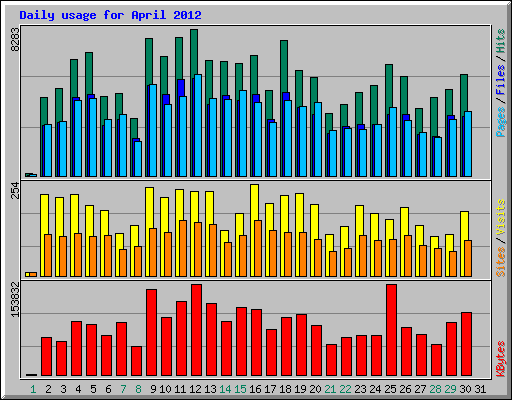 Daily usage for April 2012
8283
Pages / Files / Hits
254
Sites / Visits
153832
KBytes
1 2 3 4 5 6 7 8 9 10 11 12 13 14 15 16 17 18 19 20 21 22 23 24 25 26 27 28 29 30 31